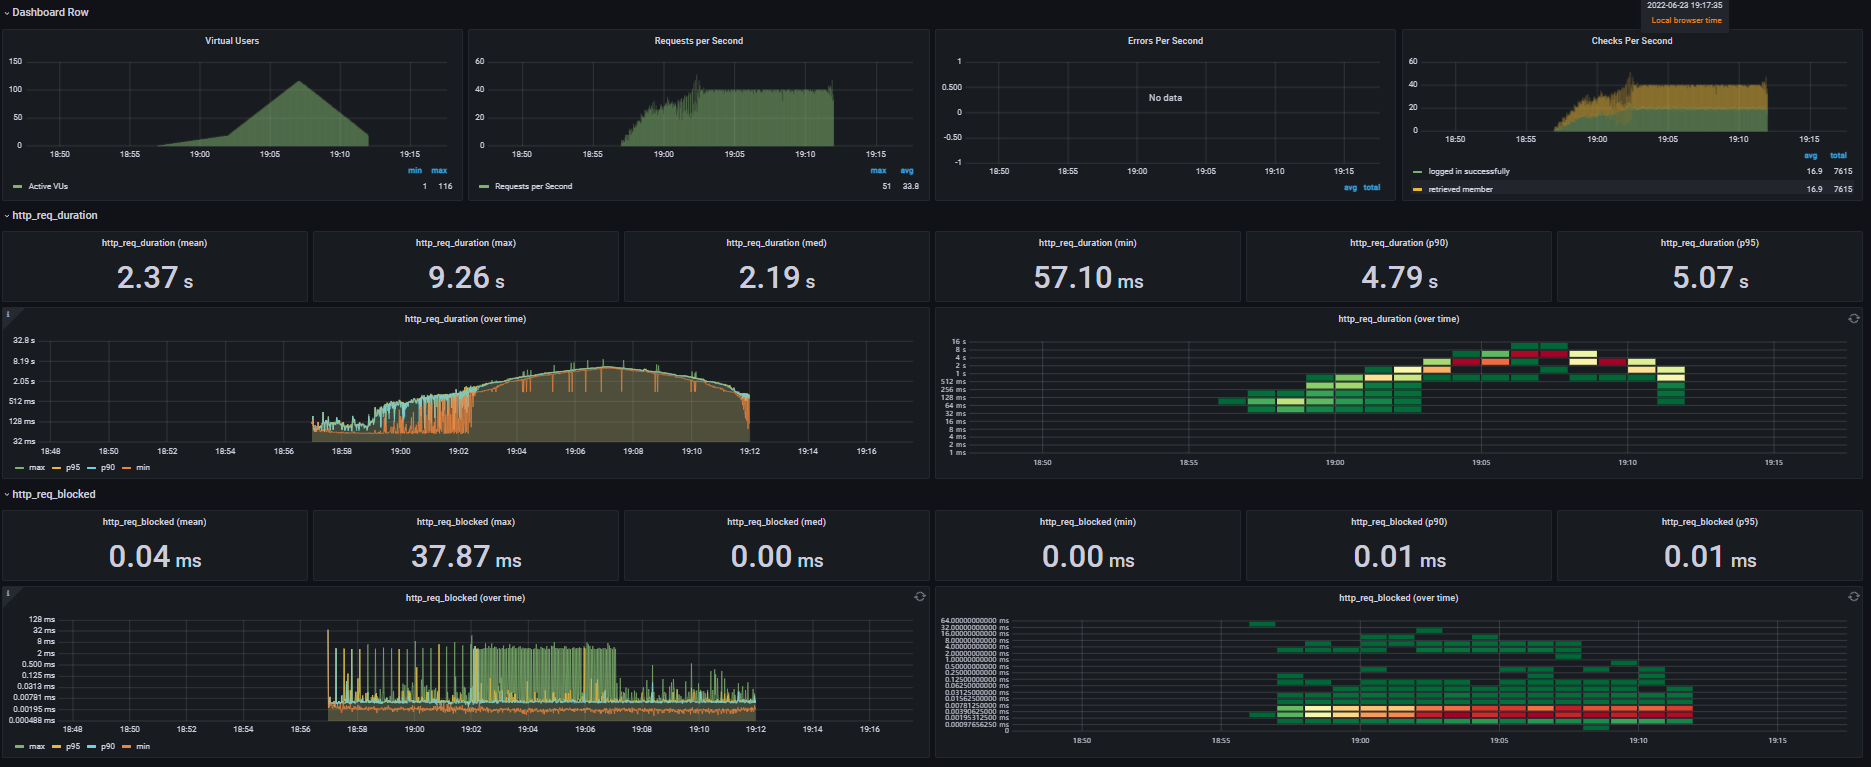 Dashboard Row
2022-06-23 19:17:35
Local browser time
Virtual Users
150
100
50
0
18:50 18:55 19:00 19:05 19:10 19:15
min max
Active VUs 1 116
Requests per Second
60
40
20
0
18:50 18:55 19:00 19:05 19:10 19:15
max avg
Requests per Second 51 33.8
Errors Per Second
1
0.500
0
-0.50
-1
No data
18:50 18:55 19:00 19:05 19:10 19:15
avg total
Checks Per Second
60
40
20
0
18:50 18:55 19:00 19:05 19:10 19:15
avg total
logged in successfully 16.9 7615
retrieved member 16.9 7615
http_req_duration
http_req_duration (mean)
2.37 s
http_req_duration (max)
9.26 s
http_req_duration (med)
2.19 s
http_req_duration (min)
57.10 ms
http_req_duration (p90)
4.79 s
http_req_duration (p95)
5.07 s
i
http_req_duration (over time)
32.8 s
8.19 s
2.05 s
512 ms
128 ms
32 ms
18:48 18:50 18:52 18:54 18:56 18:58 19:00 19:02 19:04 19:06 19:08 19:10 19:12 19:14 19:16
max p95 p90 min
http_req_duration (over time)
16 s
8 s
4 s
2 s
1 s
512 ms
256 ms
128 ms
64 ms
32 ms
16 ms
8 ms
4 ms
2 ms
1 ms
18:50 18:55 19:00 19:05 19:10 19:15
http_req_blocked
http_req_blocked (mean)
0.04 ms
http_req_blocked (max)
37.87 ms
http_req_blocked (med)
0.00 ms
http_req_blocked (min)
0.00 ms
http_req_blocked (p90)
0.01 ms
http_req_blocked (p95)
0.01 ms
i
http_req_blocked (over time)
128 ms
32 ms
8 ms
2 ms
0.500 ms
0.125 ms
0.0313 ms
0.00781 ms
0.00195 ms
0.000488 ms
18:48 18:50 18:52 18:54 18:56 18:58 19:00 19:02 19:04 19:06 19:08 19:10 19:12 19:14 19:16
max p95 p90 min
http_req_blocked (over time)
64.00000000000 ms
32.00000000000 ms
16.00000000000 ms
8.00000000000 ms
4.00000000000 ms
2.00000000000 ms
1.00000000000 ms
0.50000000000 ms
0.25000000000 ms
0.12500000000 ms
0.06250000000 ms
0.03125000000 ms
0.01562500000 ms
0.00781250000 ms
0.00390625000 ms
0.00195312500 ms
0.00097656250 ms
0
18:50 18:55 19:00 19:05 19:10 19:15